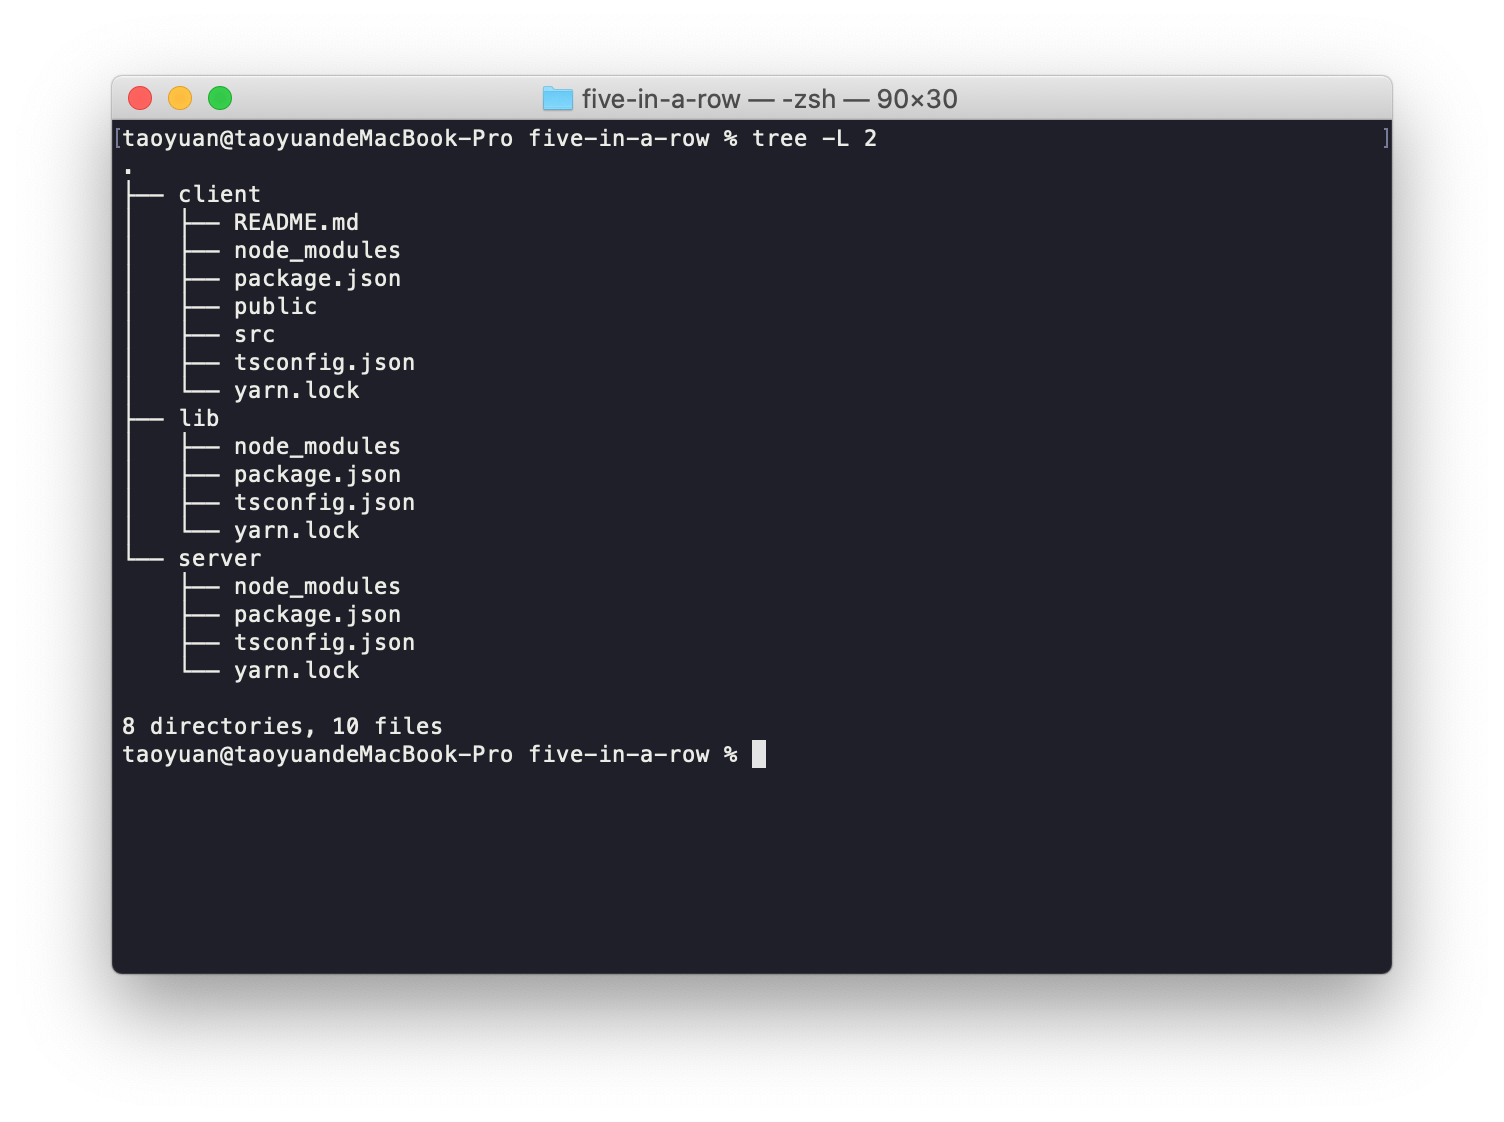 five-in-a-row — -zsh — 90×30
[taoyuan@taoyuandeMacBook-Pro five-in-a-row % tree -L 2 ]
.
├── client
│   ├── README.md
│   ├── node_modules
│   ├── package.json
│   ├── public
│   ├── src
│   ├── tsconfig.json
│   └── yarn.lock
├── lib
│   ├── node_modules
│   ├── package.json
│   ├── tsconfig.json
│   └── yarn.lock
└── server
    ├── node_modules
    ├── package.json
    ├── tsconfig.json
    └── yarn.lock
8 directories, 10 files
taoyuan@taoyuandeMacBook-Pro five-in-a-row %